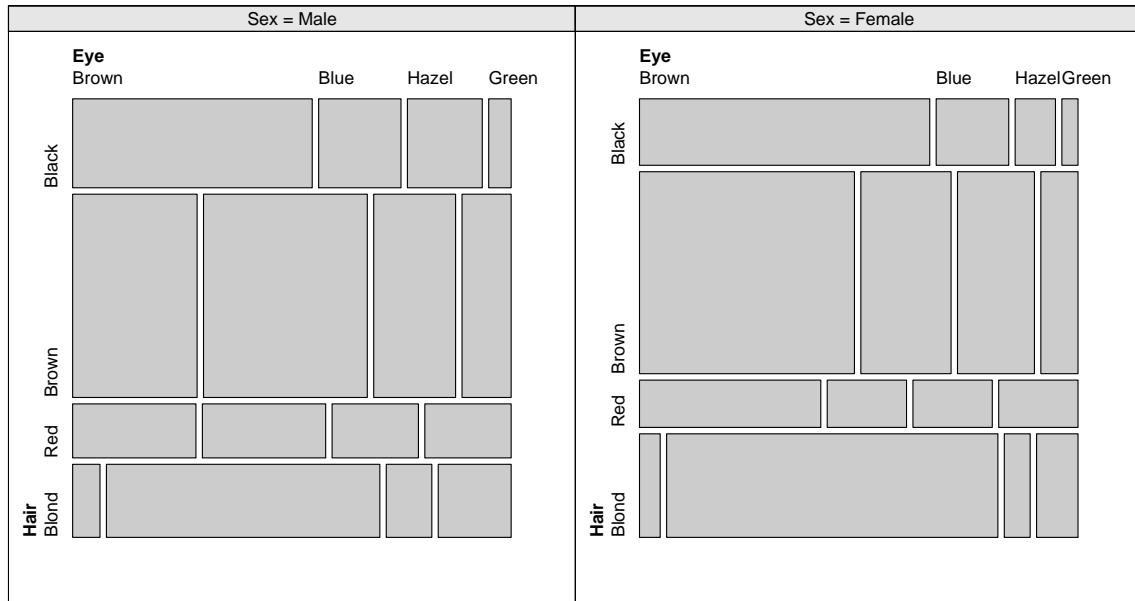 Sex = Male
Eye
Brown Blue Hazel Green
Black
Brown
Red
Blond
Hair
Sex = Female
Eye
Brown Blue Hazel Green
Black
Brown
Red
Blond
Hair